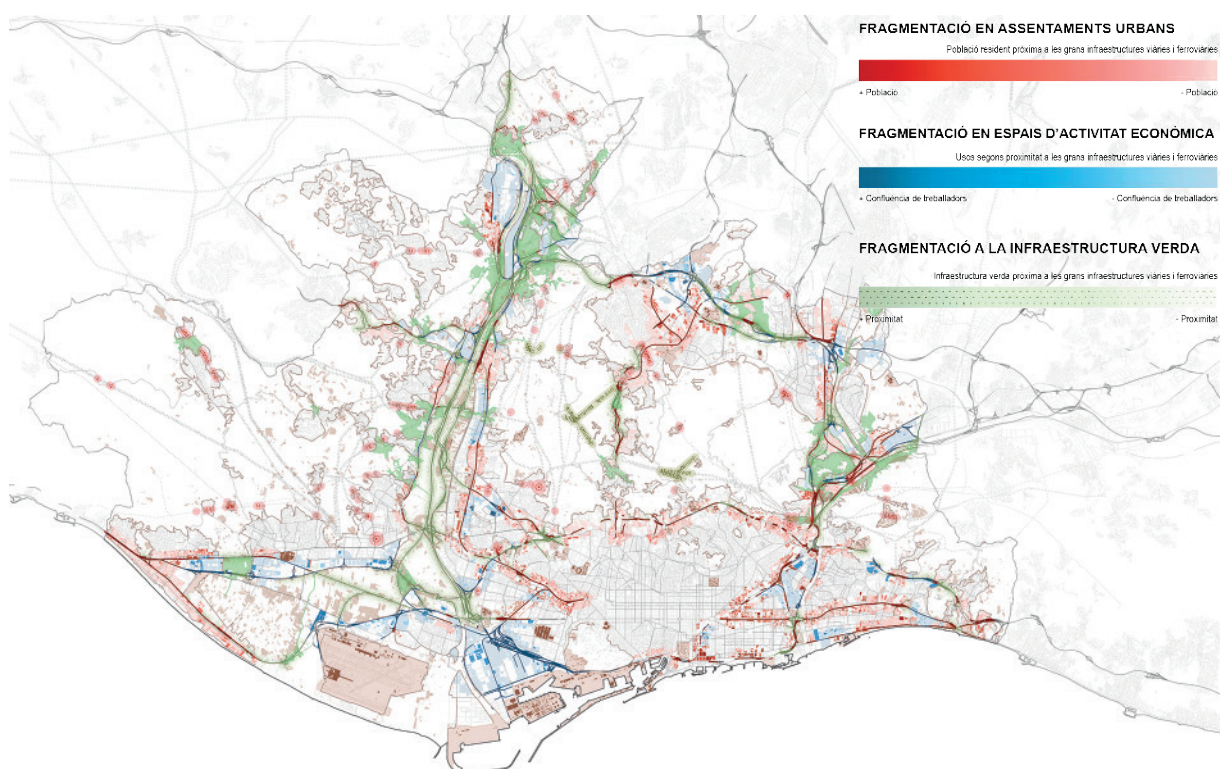 FRAGMENTACIÓ EN ASSENTAMENTS URBANS
Població resident pròxima a les grans infraestructures viàries i ferroviàries
+ Població
- Població
FRAGMENTACIÓ EN ESPAIS D'ACTIVITAT ECONÒMICA
Usos segons proximitat a les grans infraestructures viàries i ferroviàries
+ Confluència de treballadors
- Confluència de treballadors
FRAGMENTACIÓ A LA INFRAESTRUCTURA VERDA
Infraestructura verda pròxima a les grans infraestructures viàries i ferroviàries
+ Proximitat
- Proximitat